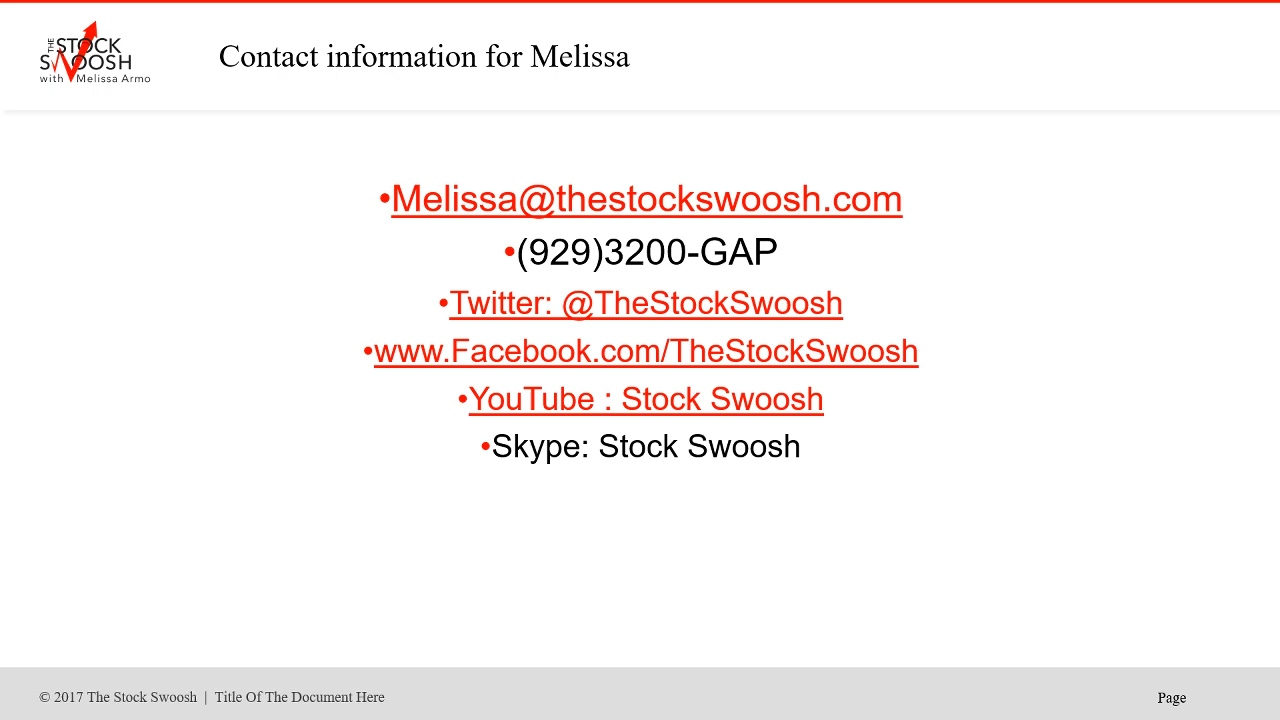 THE STOCK
SWOOSH
with Melissa Armo
Contact information for Melissa
•Melissa@thestockswoosh.com
•(929)3200-GAP
•Twitter: @TheStockSwoosh
•www.Facebook.com/TheStockSwoosh
•YouTube : Stock Swoosh
•Skype: Stock Swoosh
© 2017 The Stock Swoosh | Title Of The Document Here
Page